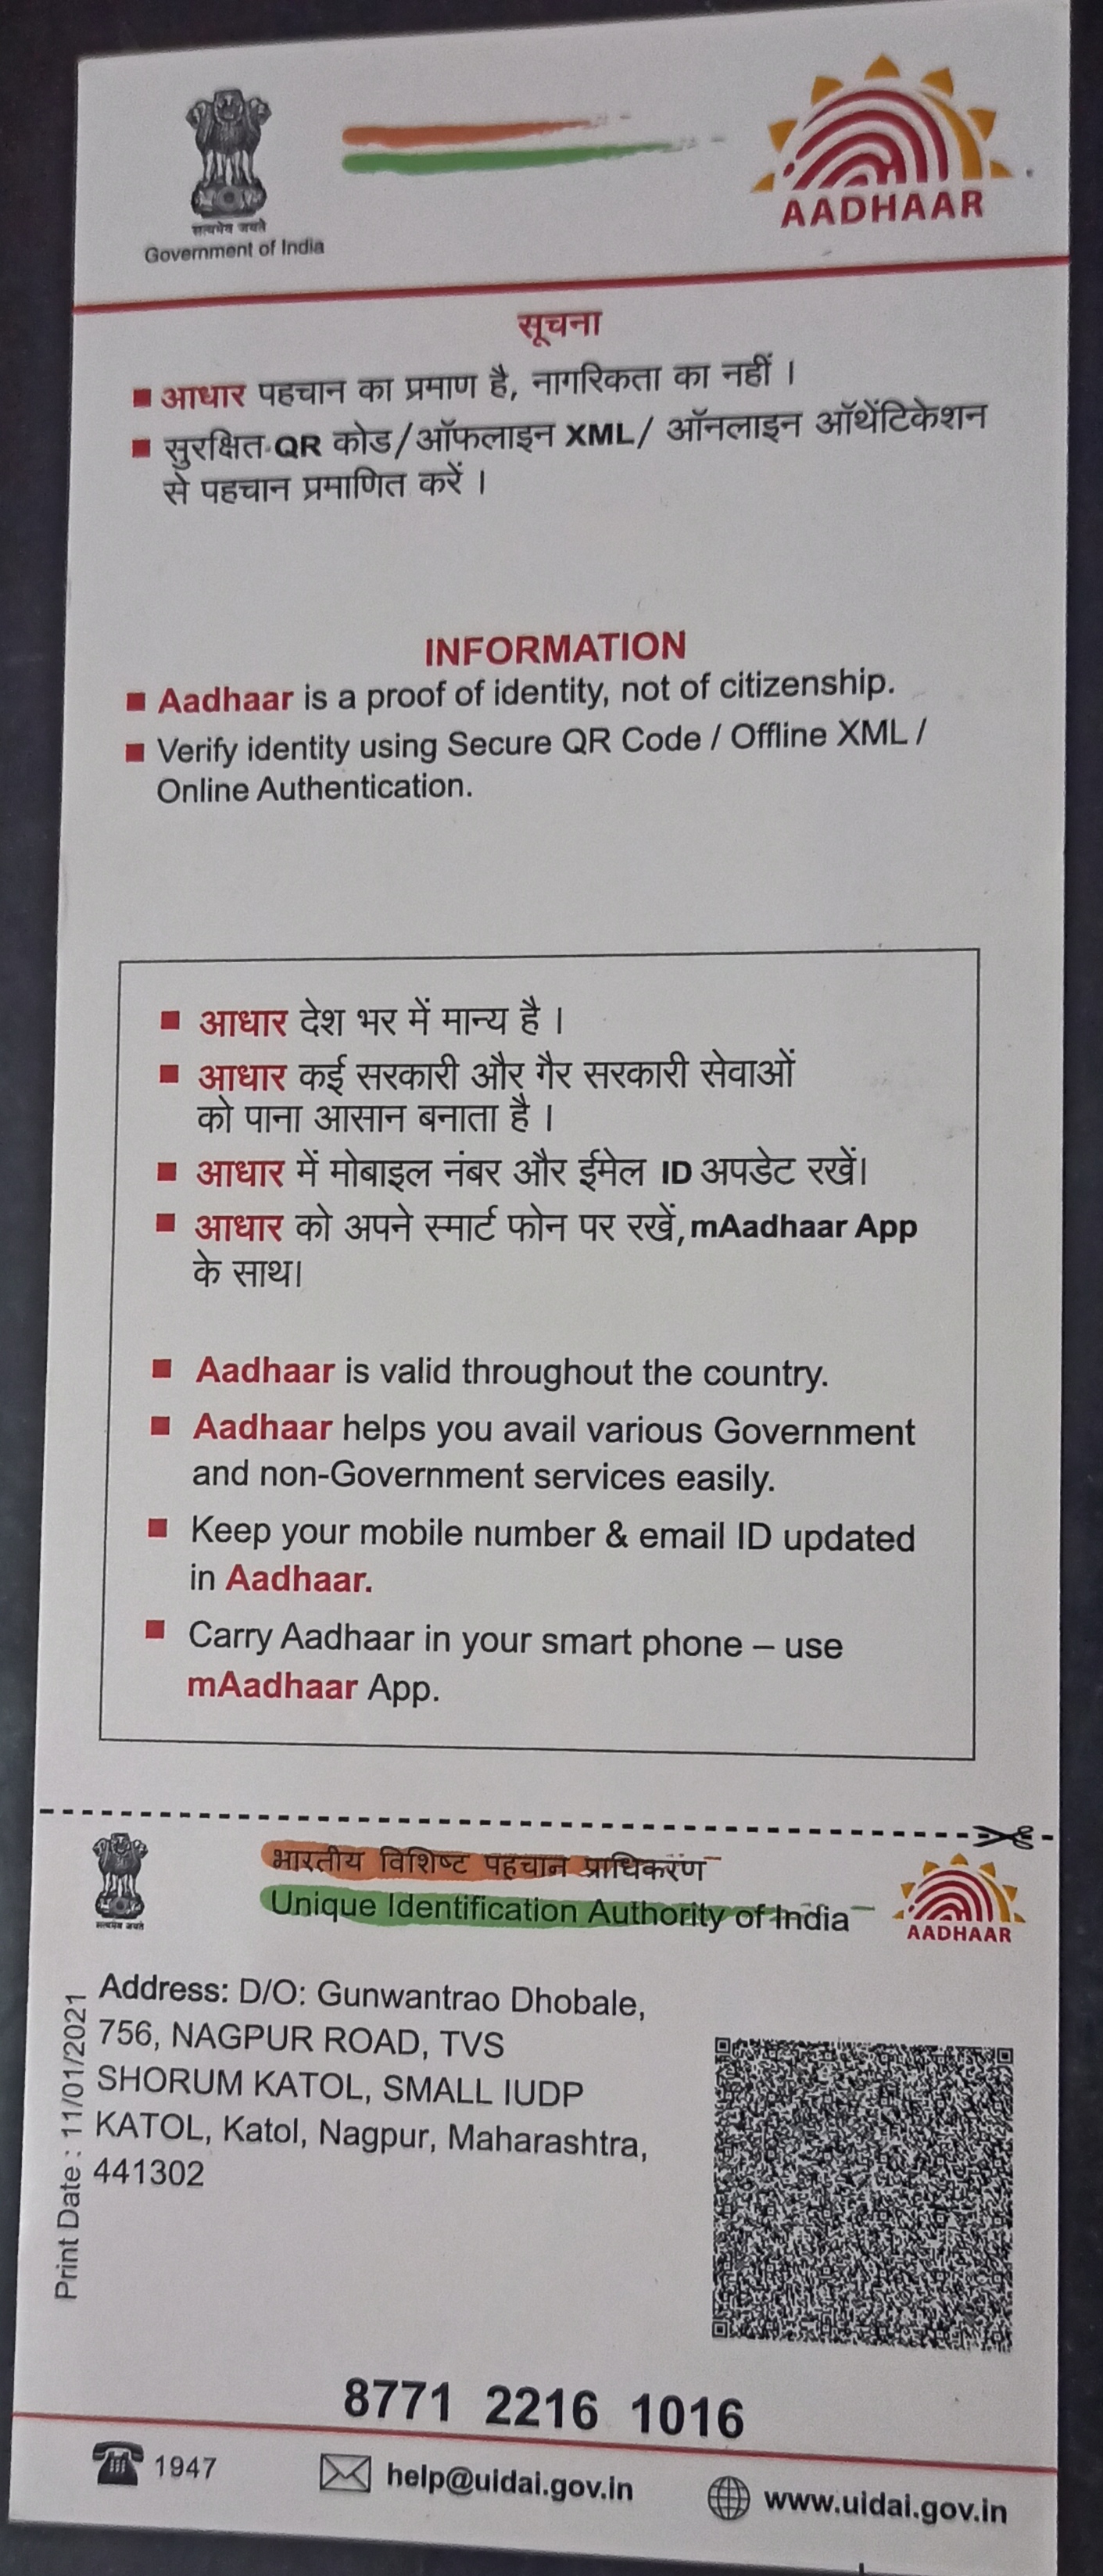 सत्यमेव जयते
Government of India
AADHAAR
सूचना
■ आधार पहचान का प्रमाण है, नागरिकता का नहीं ।
■ सुरक्षित QR कोड/ऑफलाइन XML/ ऑनलाइन ऑथेंटिकेशन
से पहचान प्रमाणित करें ।
INFORMATION
■ Aadhaar is a proof of identity, not of citizenship.
■ Verify identity using Secure QR Code / Offline XML /
Online Authentication.
■ आधार देश भर में मान्य है ।
■ आधार कई सरकारी और गैर सरकारी सेवाओं
को पाना आसान बनाता है ।
■ आधार में मोबाइल नंबर और ईमेल ID अपडेट रखें।
■ आधार को अपने स्मार्ट फोन पर रखें, mAadhaar App
के साथ।
■ Aadhaar is valid throughout the country.
■ Aadhaar helps you avail various Government
and non-Government services easily.
■ Keep your mobile number & email ID updated
in Aadhaar.
■ Carry Aadhaar in your smart phone – use
mAadhaar App.
सत्यमेव जयते
भारतीय विशिष्ट पहचान प्राधिकरण
Unique Identification Authority of India
AADHAAR
Print Date : 11/01/2021
Address: D/O: Gunwantrao Dhobale,
756, NAGPUR ROAD, TVS
SHORUM KATOL, SMALL IUDP
KATOL, Katol, Nagpur, Maharashtra,
441302
8771 2216 1016
1947
help@uidai.gov.in
www.uidai.gov.in